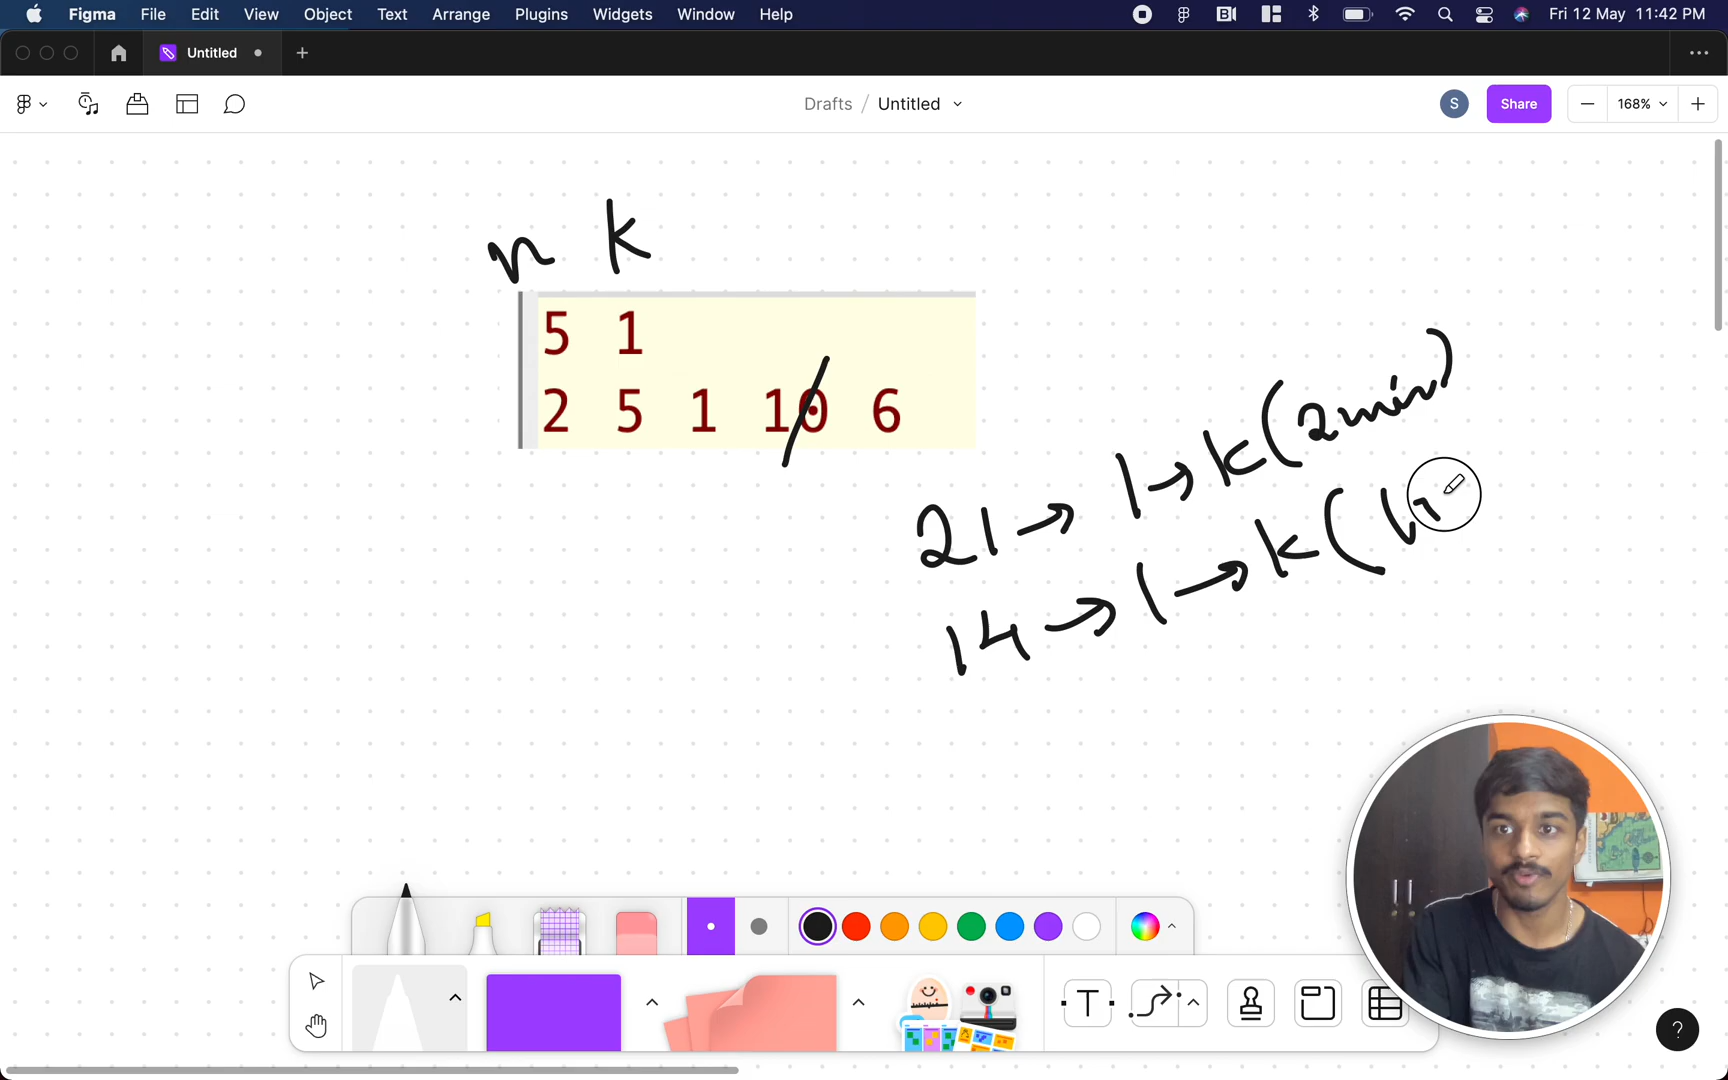 Figma File Edit View Object Text Arrange Plugins Widgets Window Help Fri 12 May 11:42 PM
Untitled
Drafts / Untitled
S Share 168%
n k
5 1
2 5 1 10 6
21 → 1 → k (2min)
14 → 1 → k (
T
?